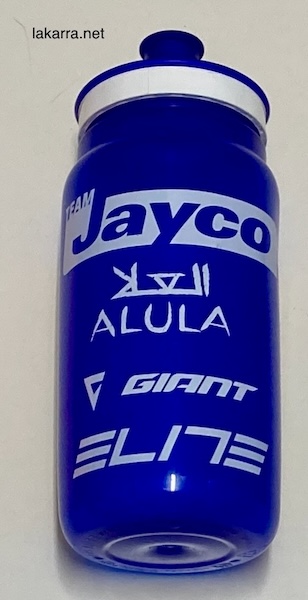 lakarra.net
TEAM
Jayco
العلا
ALULA
GIANT
ELITE